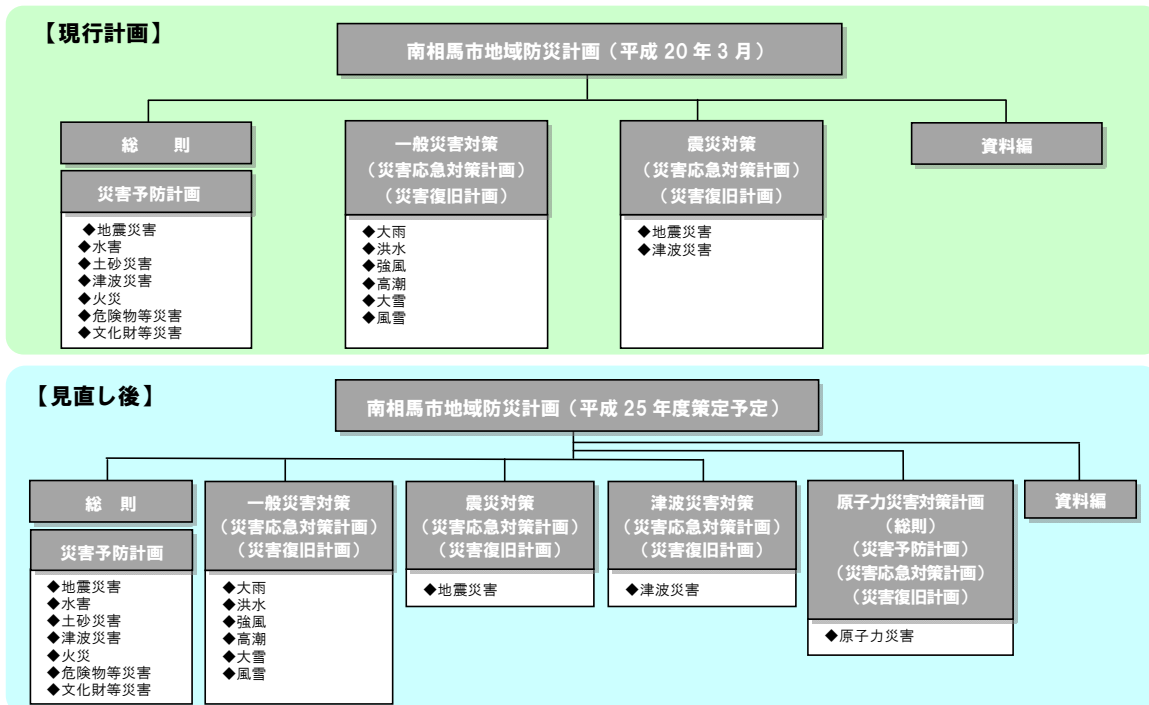 【現行計画】
南相馬市地域防災計画（平成 20 年 3 月）
総　則
災害予防計画
◆地震災害
◆水害
◆土砂災害
◆津波災害
◆火災
◆危険物等災害
◆文化財等災害
一般災害対策
（災害応急対策計画）
（災害復旧計画）
◆大雨
◆洪水
◆強風
◆高潮
◆大雪
◆風雪
震災対策
（災害応急対策計画）
（災害復旧計画）
◆地震災害
◆津波災害
資料編
【見直し後】
南相馬市地域防災計画（平成 25 年度策定予定）
総　則
災害予防計画
◆地震災害
◆水害
◆土砂災害
◆津波災害
◆火災
◆危険物等災害
◆文化財等災害
一般災害対策
（災害応急対策計画）
（災害復旧計画）
◆大雨
◆洪水
◆強風
◆高潮
◆大雪
◆風雪
震災対策
（災害応急対策計画）
（災害復旧計画）
◆地震災害
津波災害対策
（災害応急対策計画）
（災害復旧計画）
◆津波災害
原子力災害対策計画
（総則）
（災害予防計画）
（災害応急対策計画）
（災害復旧計画）
◆原子力災害
資料編